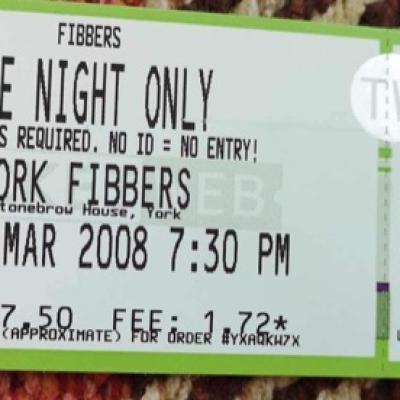 FIBBERS
E NIGHT ONLY
S REQUIRED. NO ID = NO ENTRY!
ORK FIBBERS
tonebrow House, York
MAR 2008 7:30 PM
7.50 FEE: 1.72*
(APPROXIMATE) FOR ORDER #YXAQKW7X